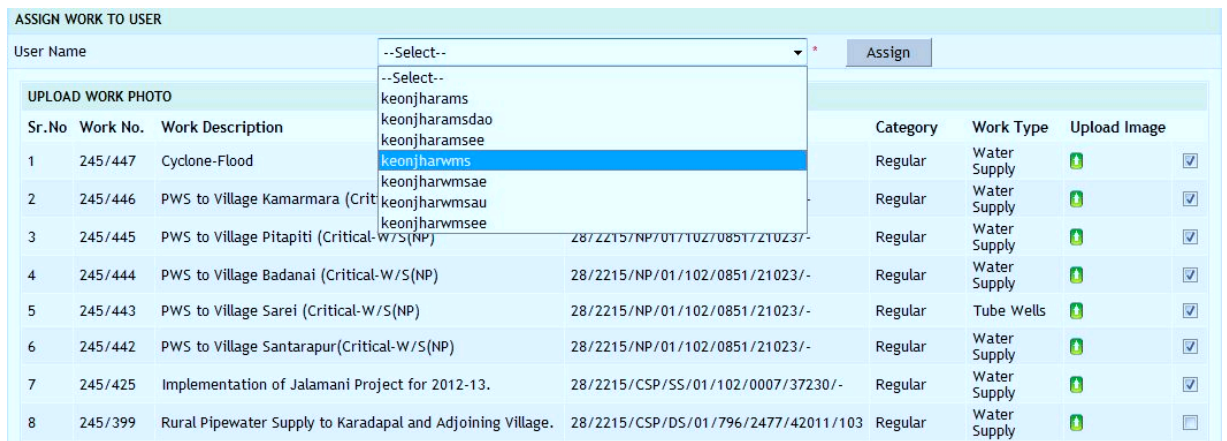 ASSIGN WORK TO USER
User Name --Select-- * Assign
--Select--
keonjharams
keonjharamsdao
keonjharamsee
keonjharwms
keonjharwmsae
keonjharwmsau
keonjharwmsee
UPLOAD WORK PHOTO
Sr.No Work No. Work Description Category Work Type Upload Image
1 245/447 Cyclone-Flood Regular Water Supply
2 245/446 PWS to Village Kamarmara Regular Water Supply
3 245/445 PWS to Village Pitapiti (Critical-W/S(NP) 28/2215/NP/01/102/0851/21023/- Regular Water Supply
4 245/444 PWS to Village Badanai (Critical-W/S(NP) 28/2215/NP/01/102/0851/21023/- Regular Water Supply
5 245/443 PWS to Village Sarei (Critical-W/S(NP) 28/2215/NP/01/102/0851/21023/- Regular Tube Wells
6 245/442 PWS to Village Santarapur(Critical-W/S(NP) 28/2215/NP/01/102/0851/21023/- Regular Water Supply
7 245/425 Implementation of Jalamani Project for 2012-13. 28/2215/CSP/SS/01/102/0007/37230/- Regular Water Supply
8 245/399 Rural Pipewater Supply to Karadapal and Adjoining Village. 28/2215/CSP/DS/01/796/2477/42011/103 Regular Water Supply